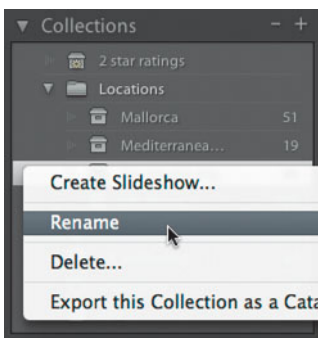 Collections − +
2 star ratings
Locations
Mallorca 51
Mediterranea... 19
Create Slideshow...
Rename
Delete...
Export this Collection as a Cata